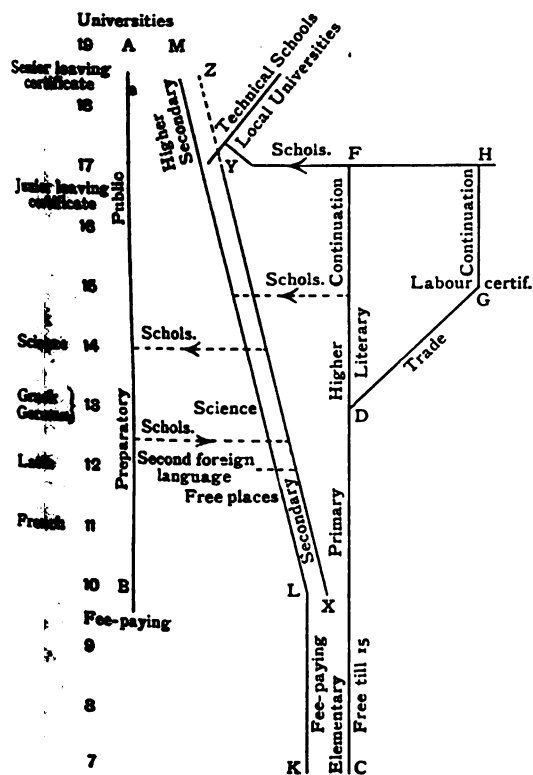 Universities
19 A M
Senior leaving
certificate
Z
18
a
Technical Schools
Local Universities
Higher
Secondary
17
Y
Schols.
F
H
Junior leaving
certificate
Public
16
Continuation
Continuation
15
Schols.
Labour certif.
G
Science 14
Schols.
Higher
Literary
Trade
Greek
German } 13
Science
D
Schols.
Latin 12
Second foreign
language
Free places
Preparatory
Secondary
Primary
French 11
10 B
L
X
Fee-paying
9
Fee-paying
Elementary
Free till 15
8
7
K
C